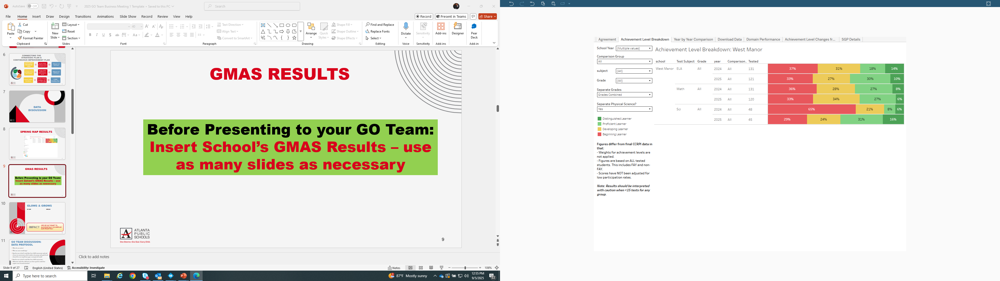 AutoSave Off 2025 GO Team Business Meeting 1 Template • Saved to this PC Search
File Home Insert Draw Design Transitions Animations Slide Show Record Review View Help Record Present in Teams Share
Paste Cut Copy Format Painter Clipboard
New Slide Layout Reset Section Slides
40 Font
Text Direction Align Text Convert to SmartArt Paragraph
Arrange Quick Styles Shape Fill Shape Outline Shape Effects Drawing
Find and Replace Replace Fonts Select Editing
Dictate Voice
Sensitivity Sensitivity
Add-ins Add-ins
Designer
Pear Deck Add-in
6
CONNECTING THE
STRATEGIC PLAN &
CONTINUOUS IMPROVEMENT PLAN
7
DATA
DISCUSSION
8
SPRING MAP RESULTS
9
GMAS RESULTS
Before Presenting to your GO Team:
Insert School's GMAS Results – use
as many slides as necessary
10
GLOWS & GROWS
IMPACT
ARE WE ON TARGET TO
SUCCESSFULLY ACCOMPLISH
OUR PRIORITIES?
11
GO TEAM DISCUSSION:
DATA PROTOCOL
GMAS RESULTS
Before Presenting to your GO Team:
Insert School's GMAS Results – use
as many slides as necessary
ATLANTA
PUBLIC
SCHOOLS
One District. One Goal. Every Child.
9
Click to add notes
Slide 9 of 27 English (United States) Accessibility: Investigate Notes 106%
Type here to search 87°F Mostly sunny 12:55 PM
9/5/2025
22
Agreement Achievement Level Breakdown Year by Year Comparison Download Data Domain Performance Achievement Level Changes fr... SGP Details
School Year (Multiple values)
Comparison Group
All
subject (All)
Grade (All)
Separate Grades
Grades Combined
Separate Physical Science?
Yes
Distinguished Learner
Proficient Learner
Developing Learner
Beginning Learner
Figures differ from final CCRPI data in
that:
- Weights for achievement levels are
not applied.
- Figures are based on ALL tested
students. This includes FAY and non-
FAY.
- Scores have NOT been adjusted for
low participation rates.
Note: Results should be interpreted
with caution when <15 tests for any
group.
Achievement Level Breakdown: West Manor
school Test Subject Grade year Comparison.. Tested
West Manor ELA All 2024 All 131 37% 31% 18% 14%
2025 All 121 33% 27% 30% 10%
Math All 2024 All 131 36% 28% 27% 8%
2025 All 120 33% 34% 27% 6%
Sci All 2024 All 48 65% 21% 8% 6%
2025 All 45 29% 24% 31% 16%